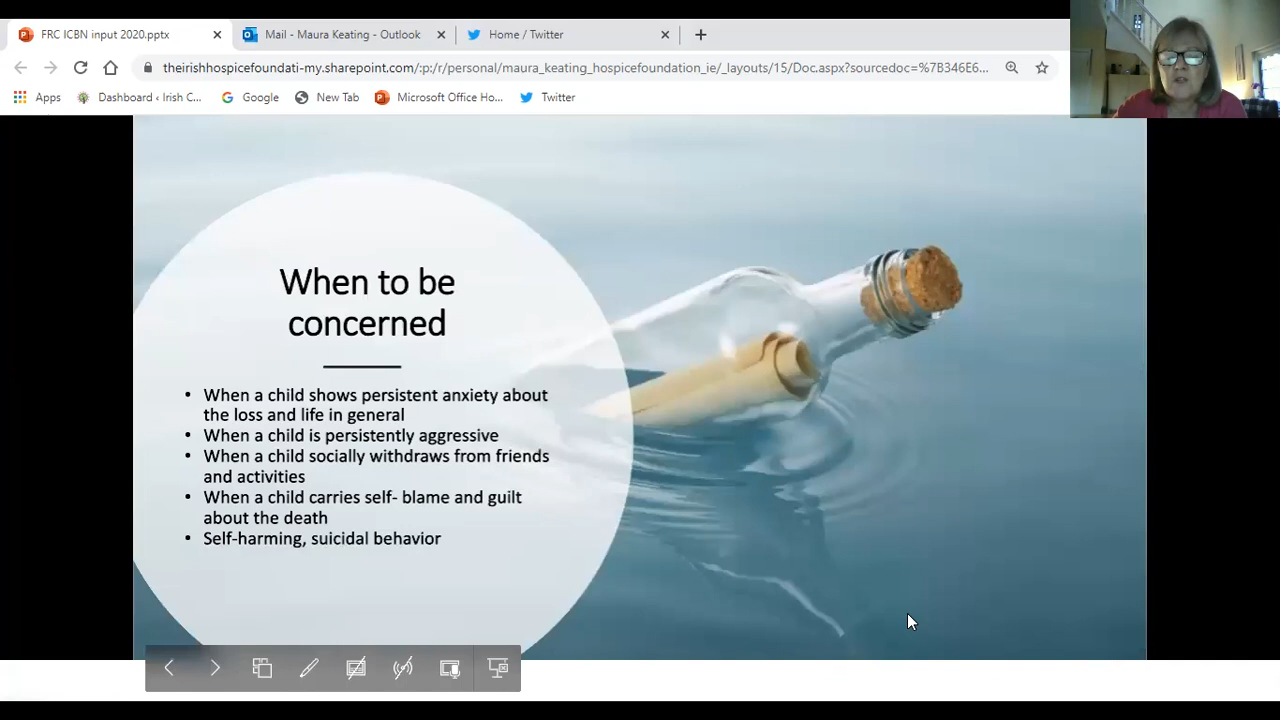 FRC ICBN input 2020.pptx
Mail - Maura Keating - Outlook
Home / Twitter
theirishhospicefoundati-my.sharepoint.com/:p:/r/personal/maura_keating_hospicefoundation_ie/_layouts/15/Doc.aspx?sourcedoc=%7B346E6...
Apps
Dashboard ‹ Irish C...
Google
New Tab
Microsoft Office Ho...
Twitter
When to be
concerned
• When a child shows persistent anxiety about
the loss and life in general
• When a child is persistently aggressive
• When a child socially withdraws from friends
and activities
• When a child carries self- blame and guilt
about the death
• Self-harming, suicidal behavior